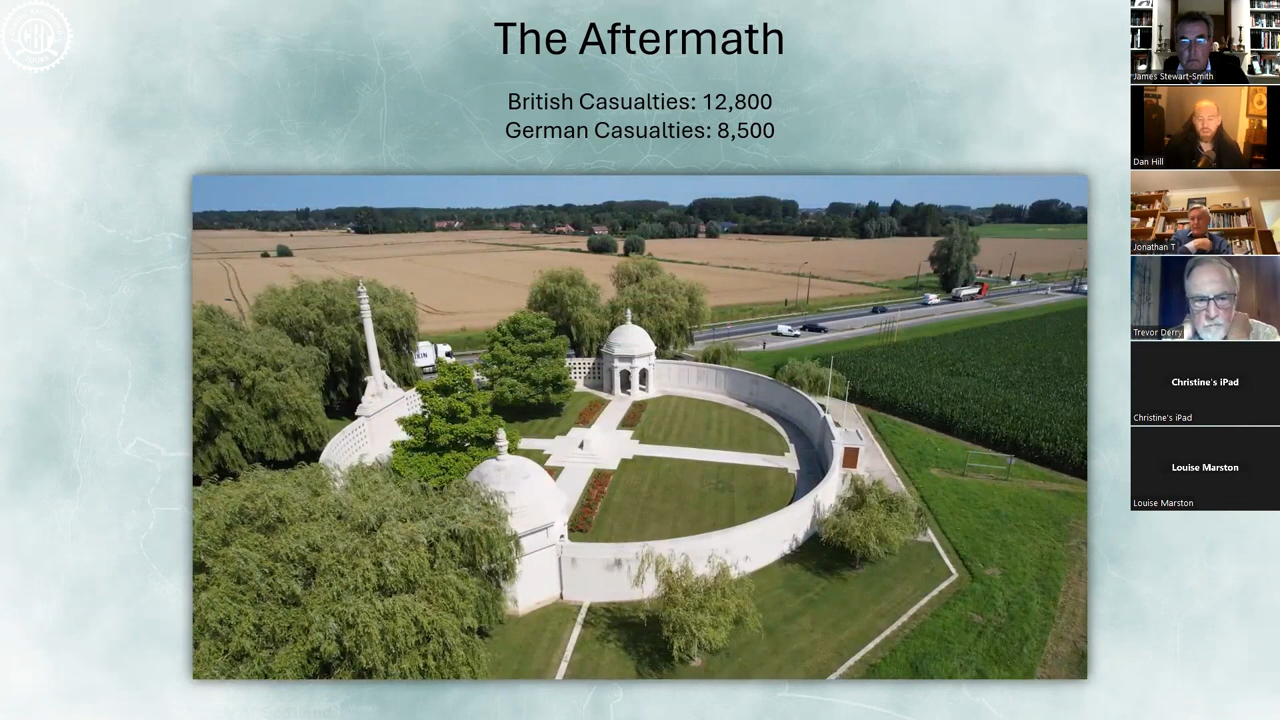 The Aftermath
British Casualties: 12,800
German Casualties: 8,500
James Stewart-Smith
Dan Hill
Jonathan T
Trevor Derry
Christine's iPad
Christine's iPad
Louise Marston
Louise Marston